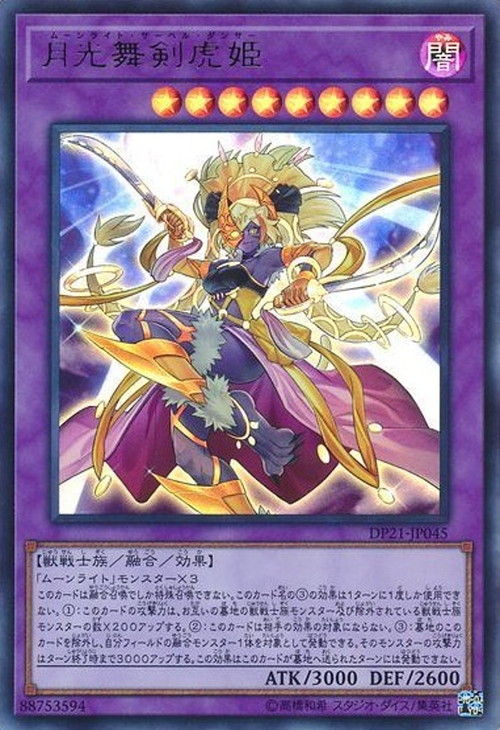 ムーンライト・サーベル・ダンサー
月光舞剣虎姫
やみ
闇
DP21-JP045
【獣戦士族／融合／効果】
「ムーンライト」モンスター×３
このカードは融合召喚でしか特殊召喚できない。このカード名の③の効果は１ターンに１度しか使用で
きない。①：このカードの攻撃力は、お互いの墓地の獣戦士族モンスター及び除外されている獣戦士族
モンスターの数×200アップする。②：このカードは相手の効果の対象にならない。③：墓地のこの
カードを除外し、自分フィールドの融合モンスター１体を対象として発動できる。そのモンスターの攻撃力
はターン終了時まで3000アップする。この効果はこのカードが墓地へ送られたターンには発動できない。
ATK/3000 DEF/2600
88753594
©高橋和希 スタジオ・ダイス/集英社